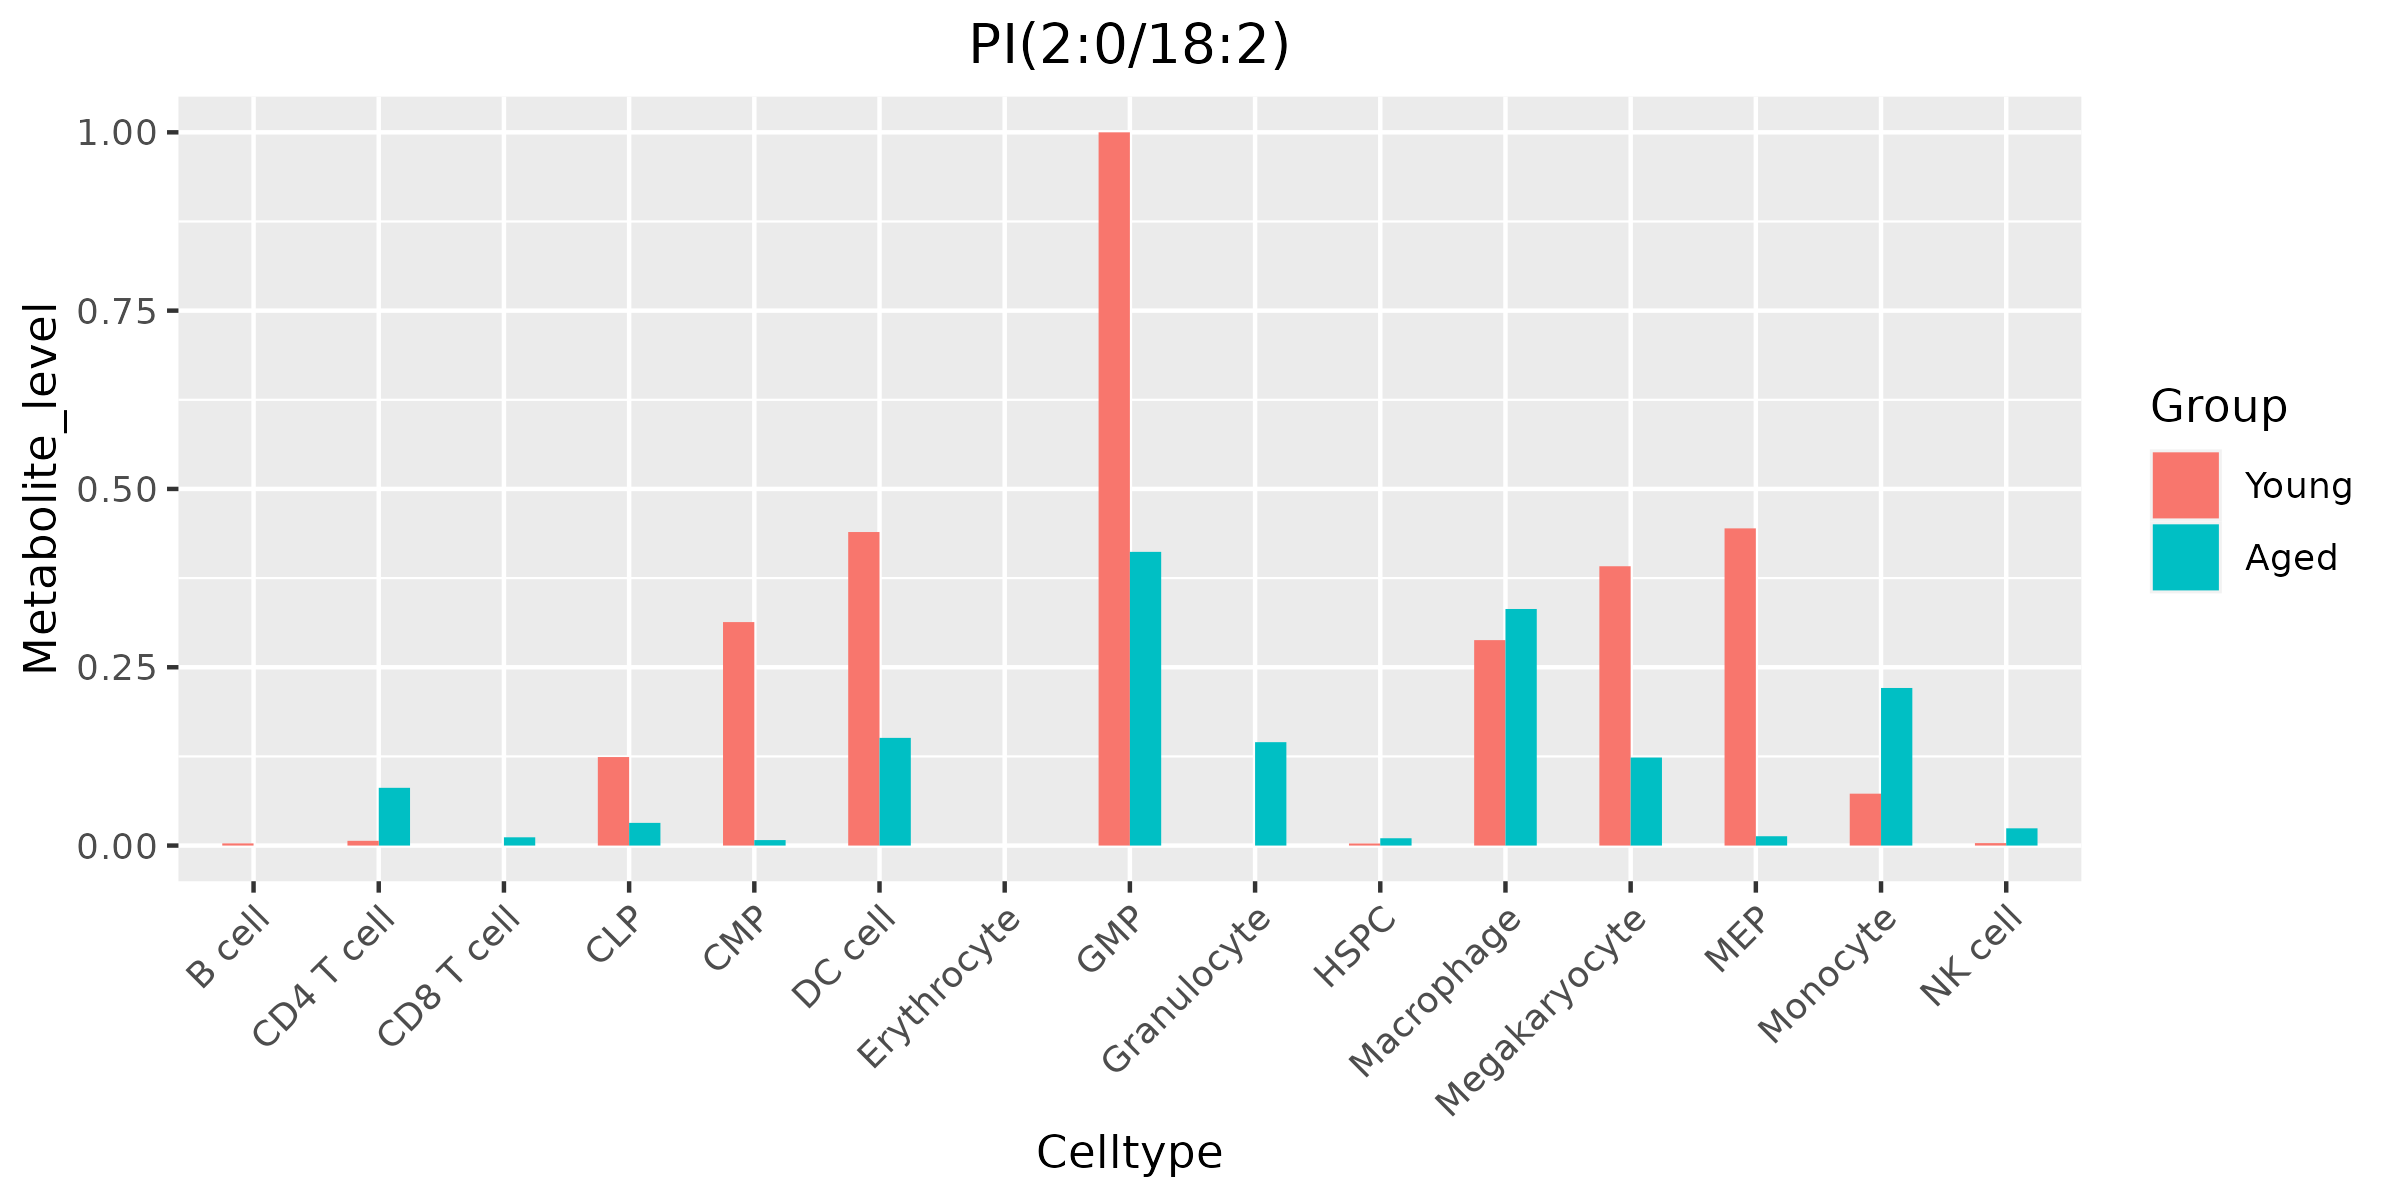 PI(2:0/18:2)
Metabolite_level
1.00
0.75
0.50
0.25
0.00
B cell
CD4 T cell
CD8 T cell
CLP
CMP
DC cell
Erythrocyte
GMP
Granulocyte
HSPC
Macrophage
Megakaryocyte
MEP
Monocyte
NK cell
Celltype
Group
Young
Aged